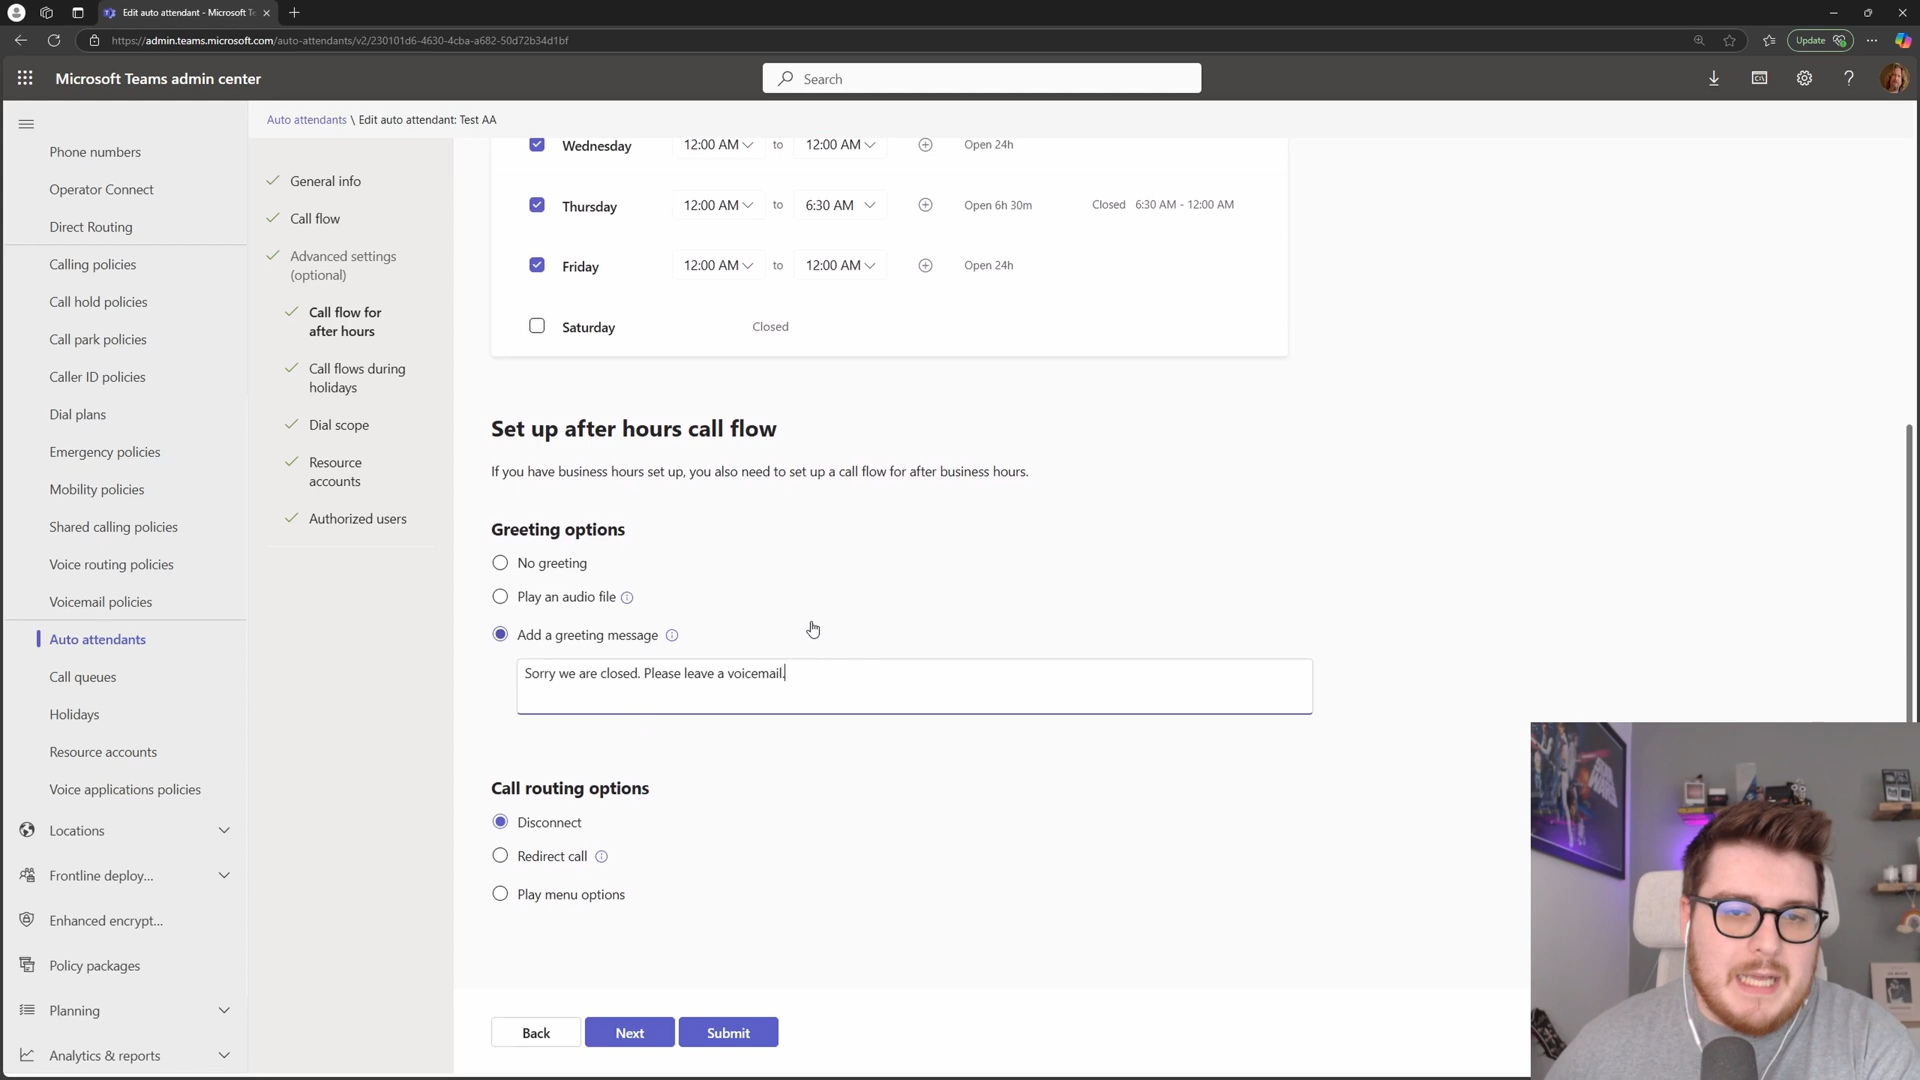 Edit auto attendant - Microsoft Te
https://admin.teams.microsoft.com/auto-attendants/v2/230101d6-4630-4cba-a682-50d72b34d1bf
Update
Microsoft Teams admin center
Search
Phone numbers
Operator Connect
Direct Routing
Calling policies
Call hold policies
Call park policies
Caller ID policies
Dial plans
Emergency policies
Mobility policies
Shared calling policies
Voice routing policies
Voicemail policies
Auto attendants
Call queues
Holidays
Resource accounts
Voice applications policies
Locations
Frontline deploy...
Enhanced encrypt...
Policy packages
Planning
Analytics & reports
Auto attendants \ Edit auto attendant: Test AA
General info
Call flow
Advanced settings
(optional)
Call flow for
after hours
Call flows during
holidays
Dial scope
Resource
accounts
Authorized users
Wednesday 12:00 AM to 12:00 AM Open 24h
Thursday 12:00 AM to 6:30 AM Open 6h 30m Closed 6:30 AM - 12:00 AM
Friday 12:00 AM to 12:00 AM Open 24h
Saturday Closed
Set up after hours call flow
If you have business hours set up, you also need to set up a call flow for after business hours.
Greeting options
No greeting
Play an audio file
Add a greeting message
Sorry we are closed. Please leave a voicemail.
Call routing options
Disconnect
Redirect call
Play menu options
Back Next Submit